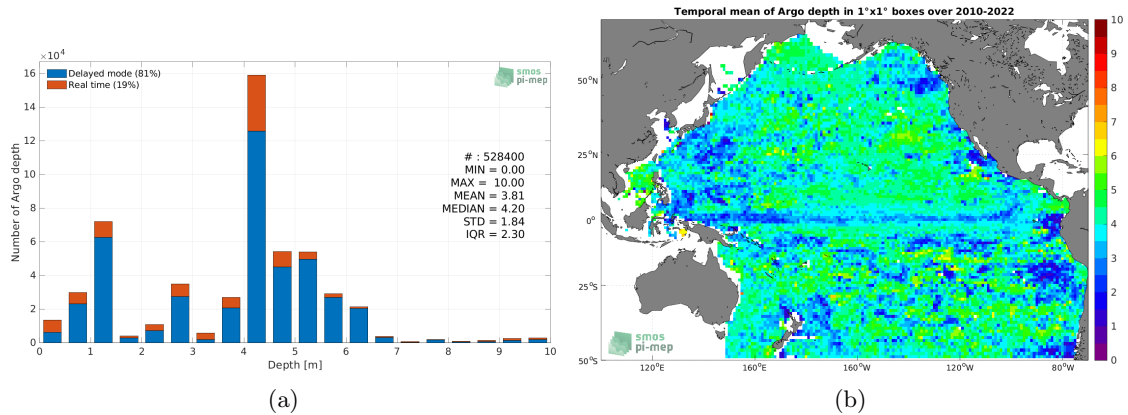 ×10⁴
Delayed mode (81%)
Real time (19%)
smos
pi-mep
16
14
12
10
8
6
4
2
0
Number of Argo depth
# : 528400
MIN = 0.00
MAX = 10.00
MEAN = 3.81
MEDIAN = 4.20
STD = 1.84
IQR = 2.30
0 1 2 3 4 5 6 7 8 9 10
Depth [m]
(a)
Temporal mean of Argo depth in 1°x1° boxes over 2010-2022
50°N
25°N
0°
25°S
50°S
120°E 160°E 160°W 120°W 80°W
smos
pi-mep
10
9
8
7
6
5
4
3
2
1
0
(b)